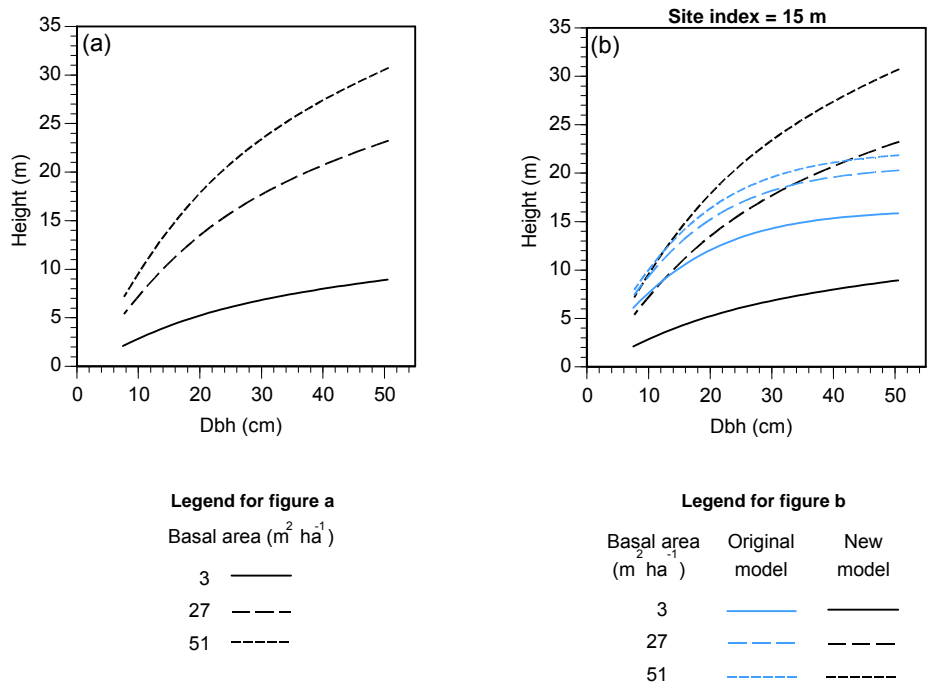 (a)
35
30
25
20
15
10
5
0
Height (m)
0 10 20 30 40 50
Dbh (cm)
Site index = 15 m
(b)
35
30
25
20
15
10
5
0
Height (m)
0 10 20 30 40 50
Dbh (cm)
Legend for figure a
Basal area (m² ha⁻¹)
3
27
51
Legend for figure b
Basal area Original New
(m² ha⁻¹) model model
3
27
51